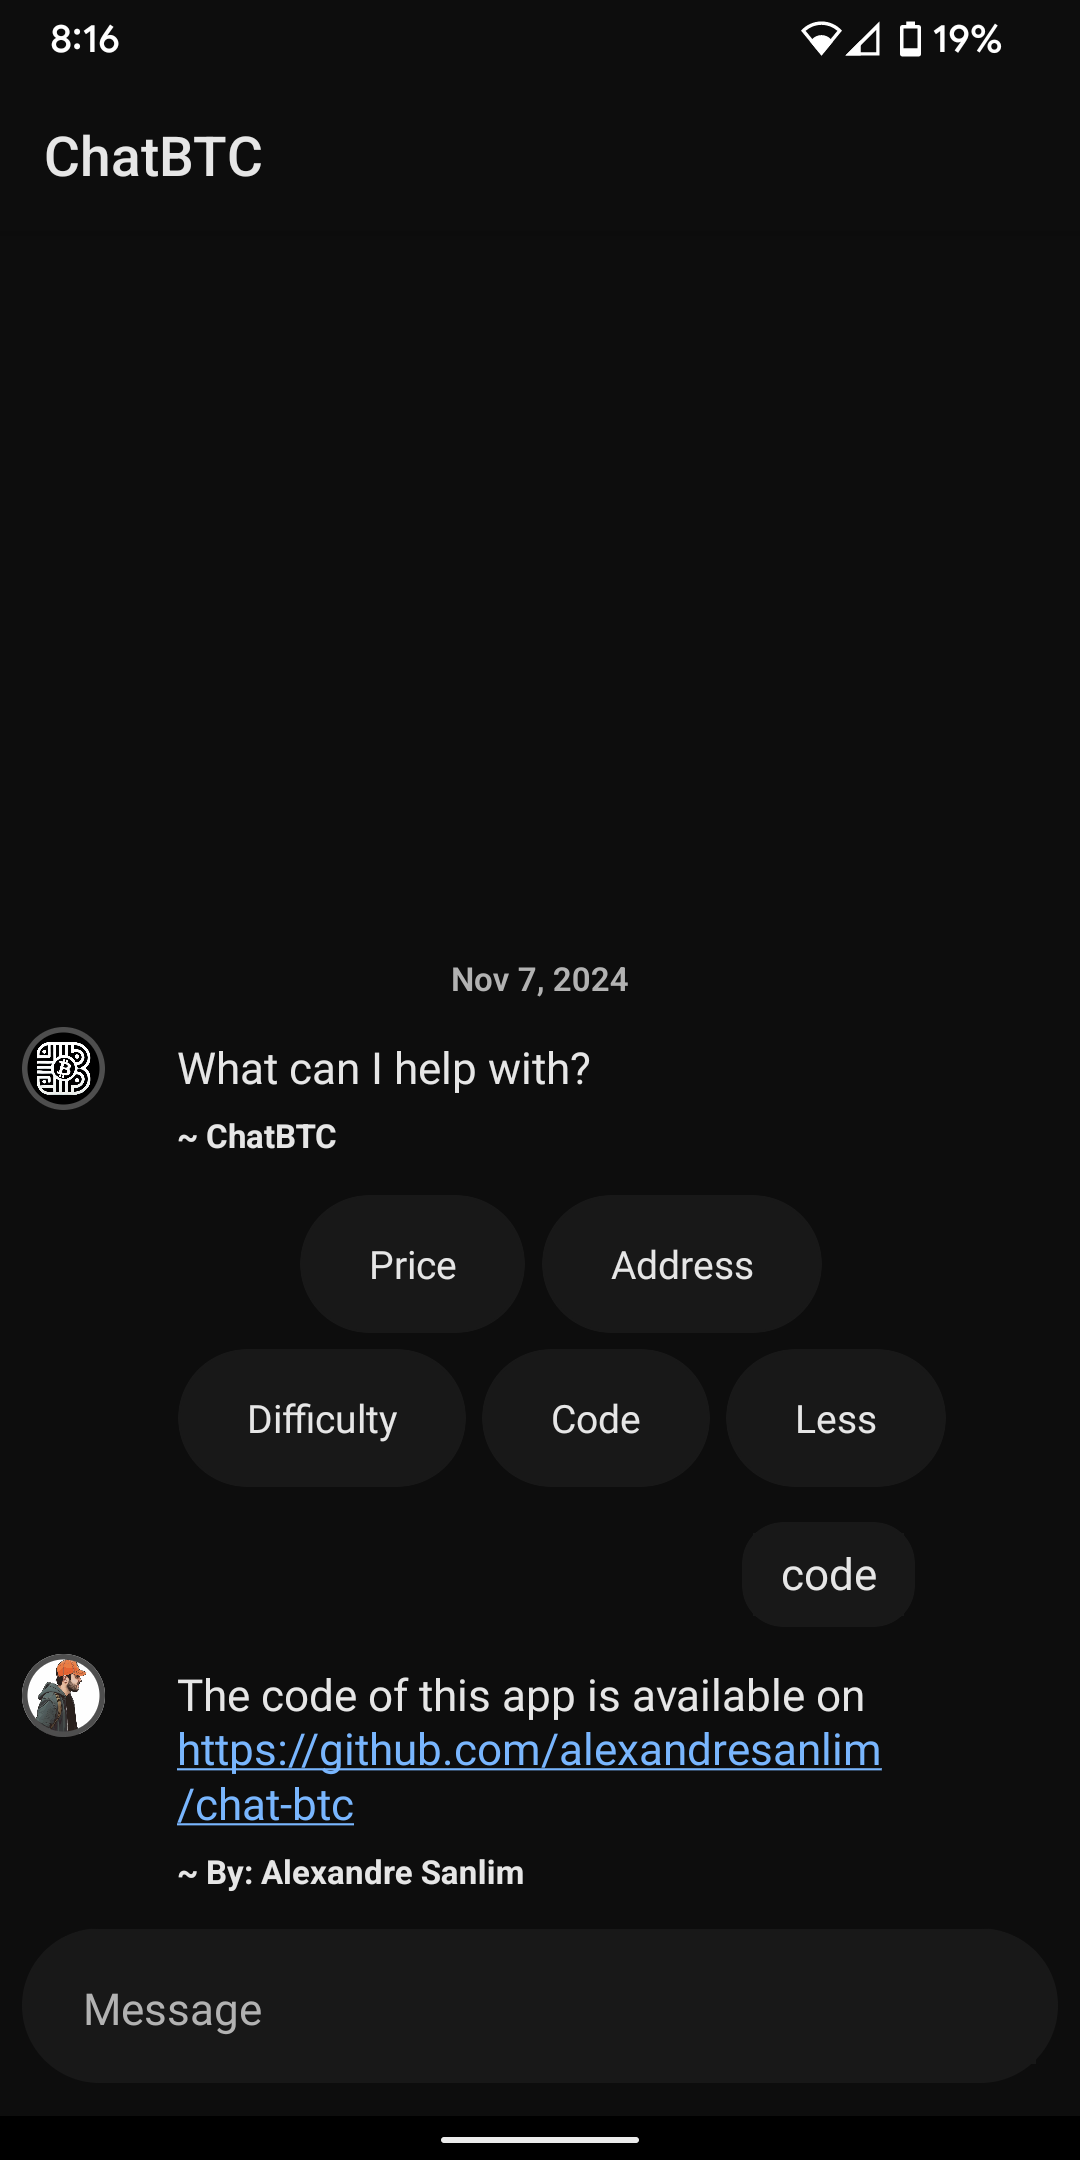 8:16 19%
ChatBTC
Nov 7, 2024
What can I help with?
~ ChatBTC
Price Address
Difficulty Code Less
code
The code of this app is available on
https://github.com/alexandresanlim
/chat-btc
~ By: Alexandre Sanlim
Message